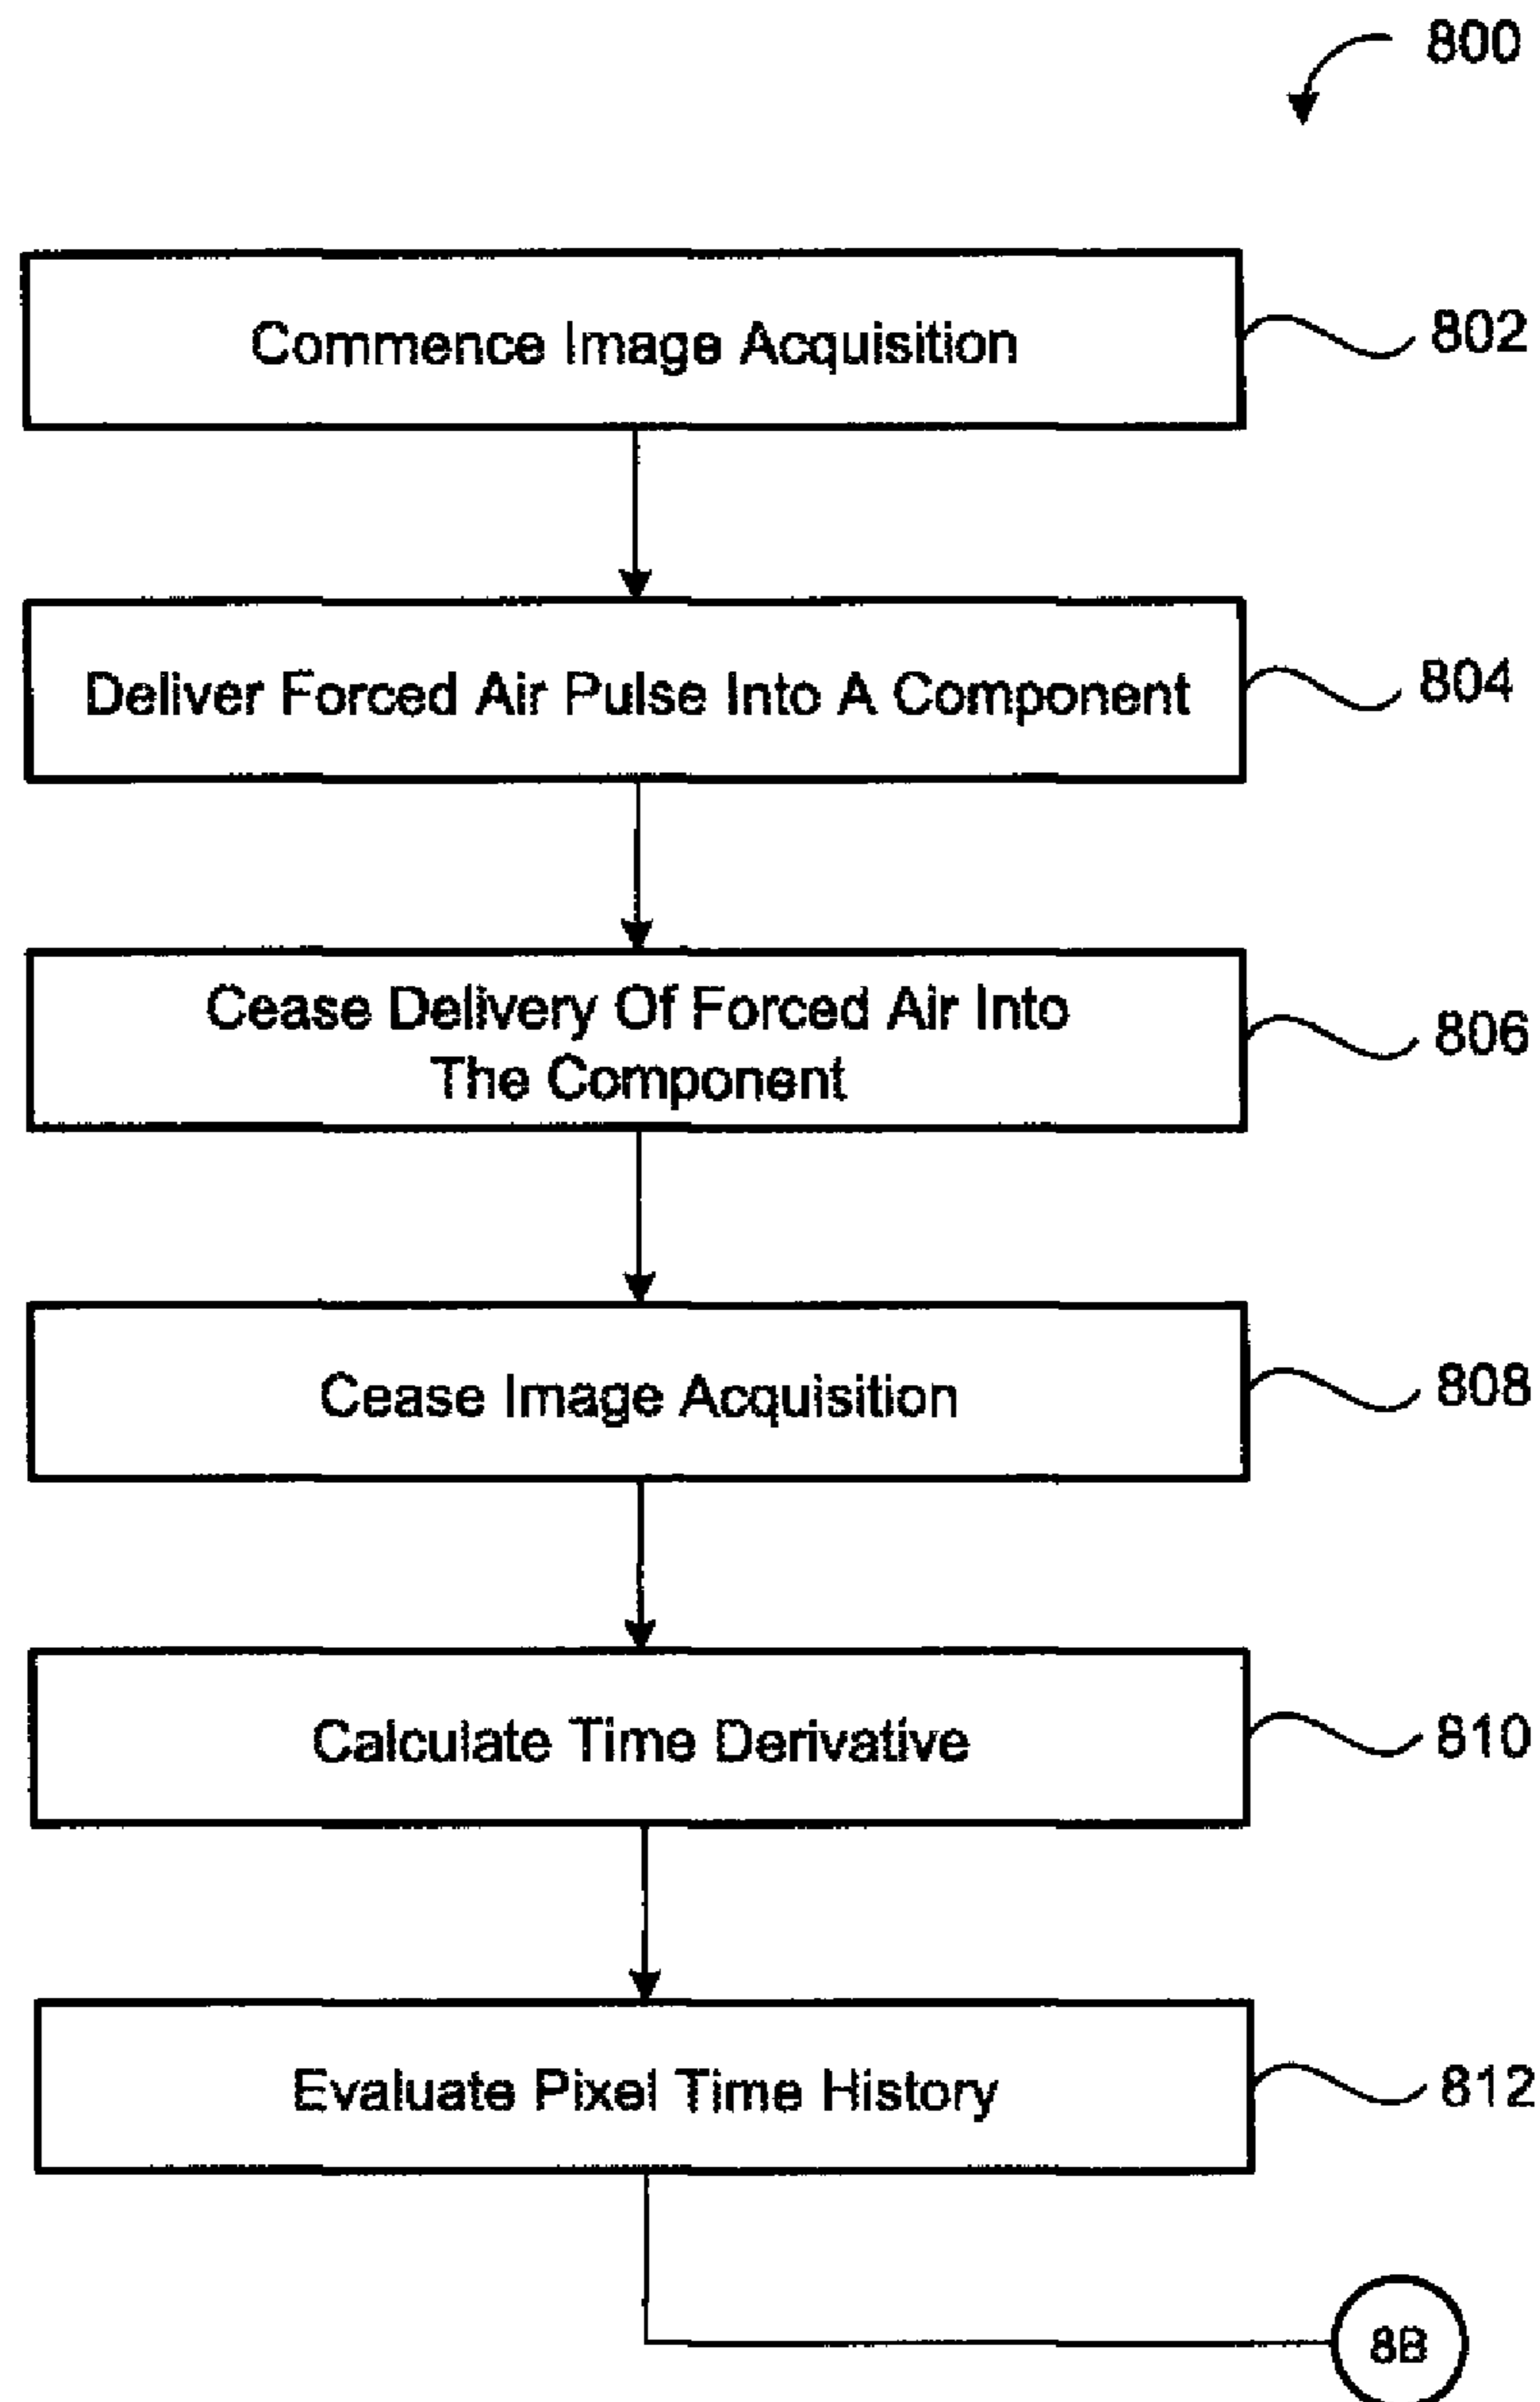 800
Commence Image Acquisition
802
Deliver Forced Air Pulse Into A Component
804
Cease Delivery Of Forced Air Into
The Component
806
Cease Image Acquisition
808
Calculate Time Derivative
810
Evaluate Pixel Time History
812
8B